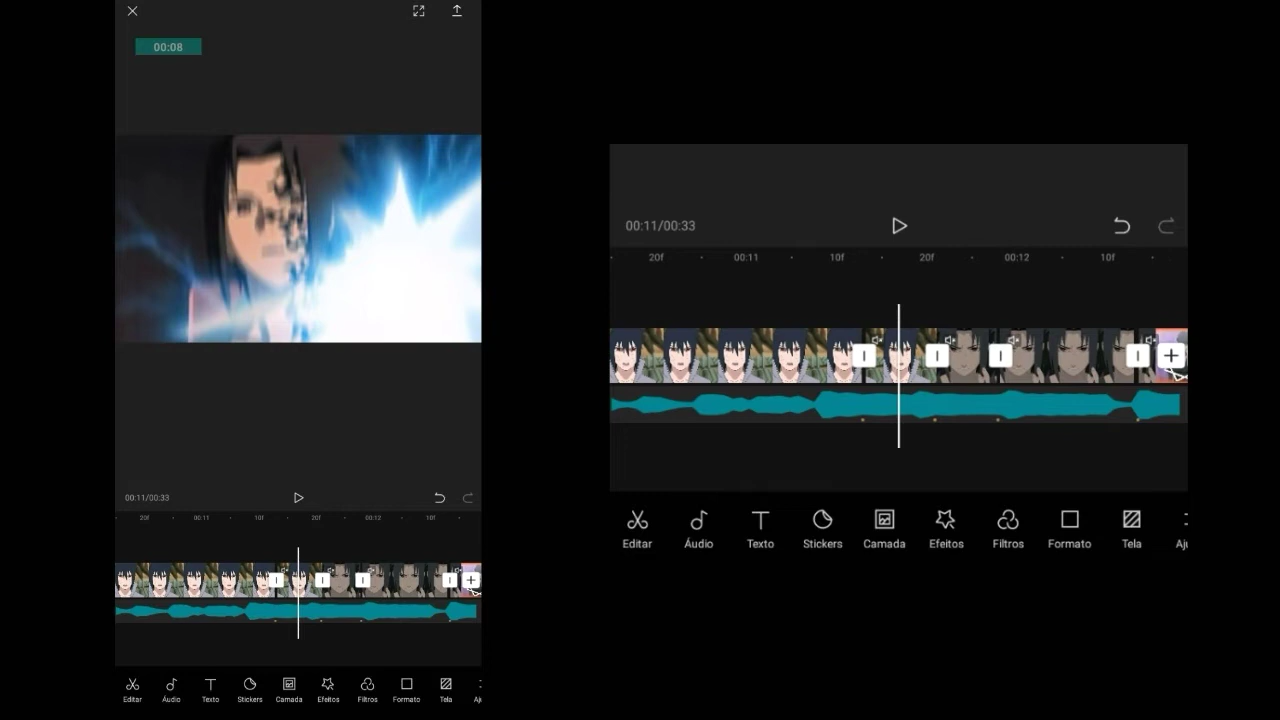 00:08
00:11/00:33
20f 00:11 10f 20f 00:12 10f
Editar Áudio Texto Stickers Camada Efeitos Filtros Formato Tela Aju
00:11/00:33
20f 00:11 10f 20f 00:12 10f
Editar Áudio Texto Stickers Camada Efeitos Filtros Formato Tela Aju